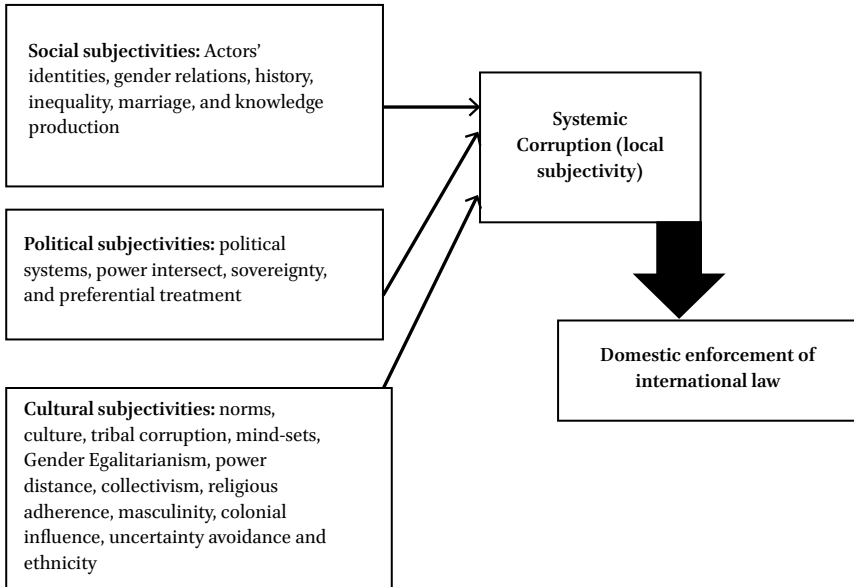 Social subjectivities: Actors’
identities, gender relations, history,
inequality, marriage, and knowledge
production
Systemic
Corruption (local
subjectivity)
Political subjectivities: political
systems, power intersect, sovereignty,
and preferential treatment
Domestic enforcement of
international law
Cultural subjectivities: norms,
culture, tribal corruption, mind-sets,
Gender Egalitarianism, power
distance, collectivism, religious
adherence, masculinity, colonial
influence, uncertainty avoidance and
ethnicity